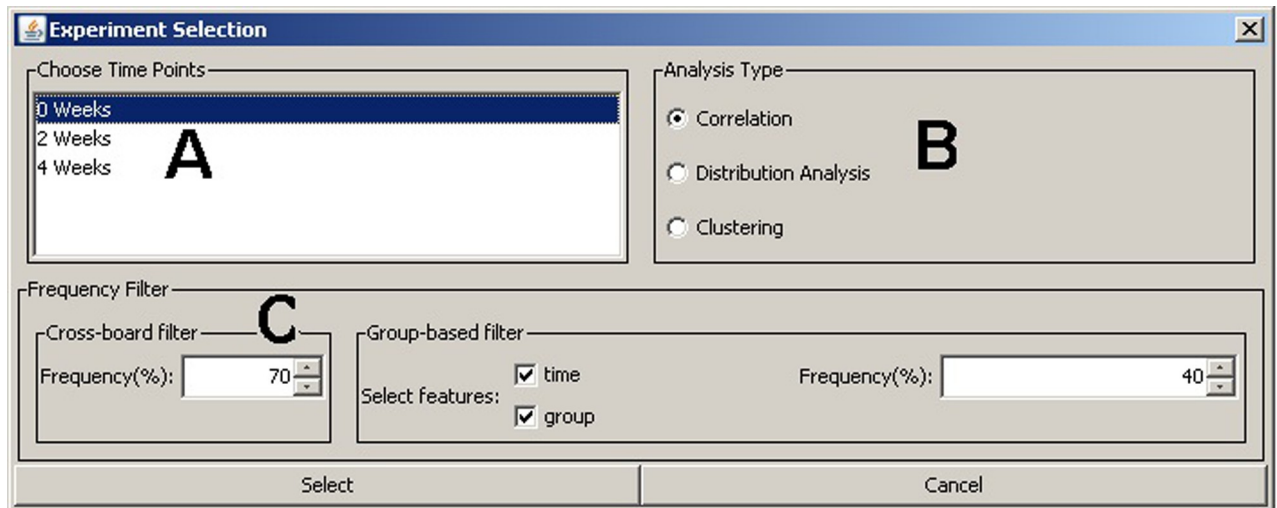 Experiment Selection
Choose Time Points
0 Weeks
2 Weeks
4 Weeks
A
Analysis Type
Correlation
Distribution Analysis
Clustering
B
Frequency Filter
C
Cross-board filter
Frequency(%): 70
Group-based filter
Select features:
time
group
Frequency(%): 40
Select
Cancel